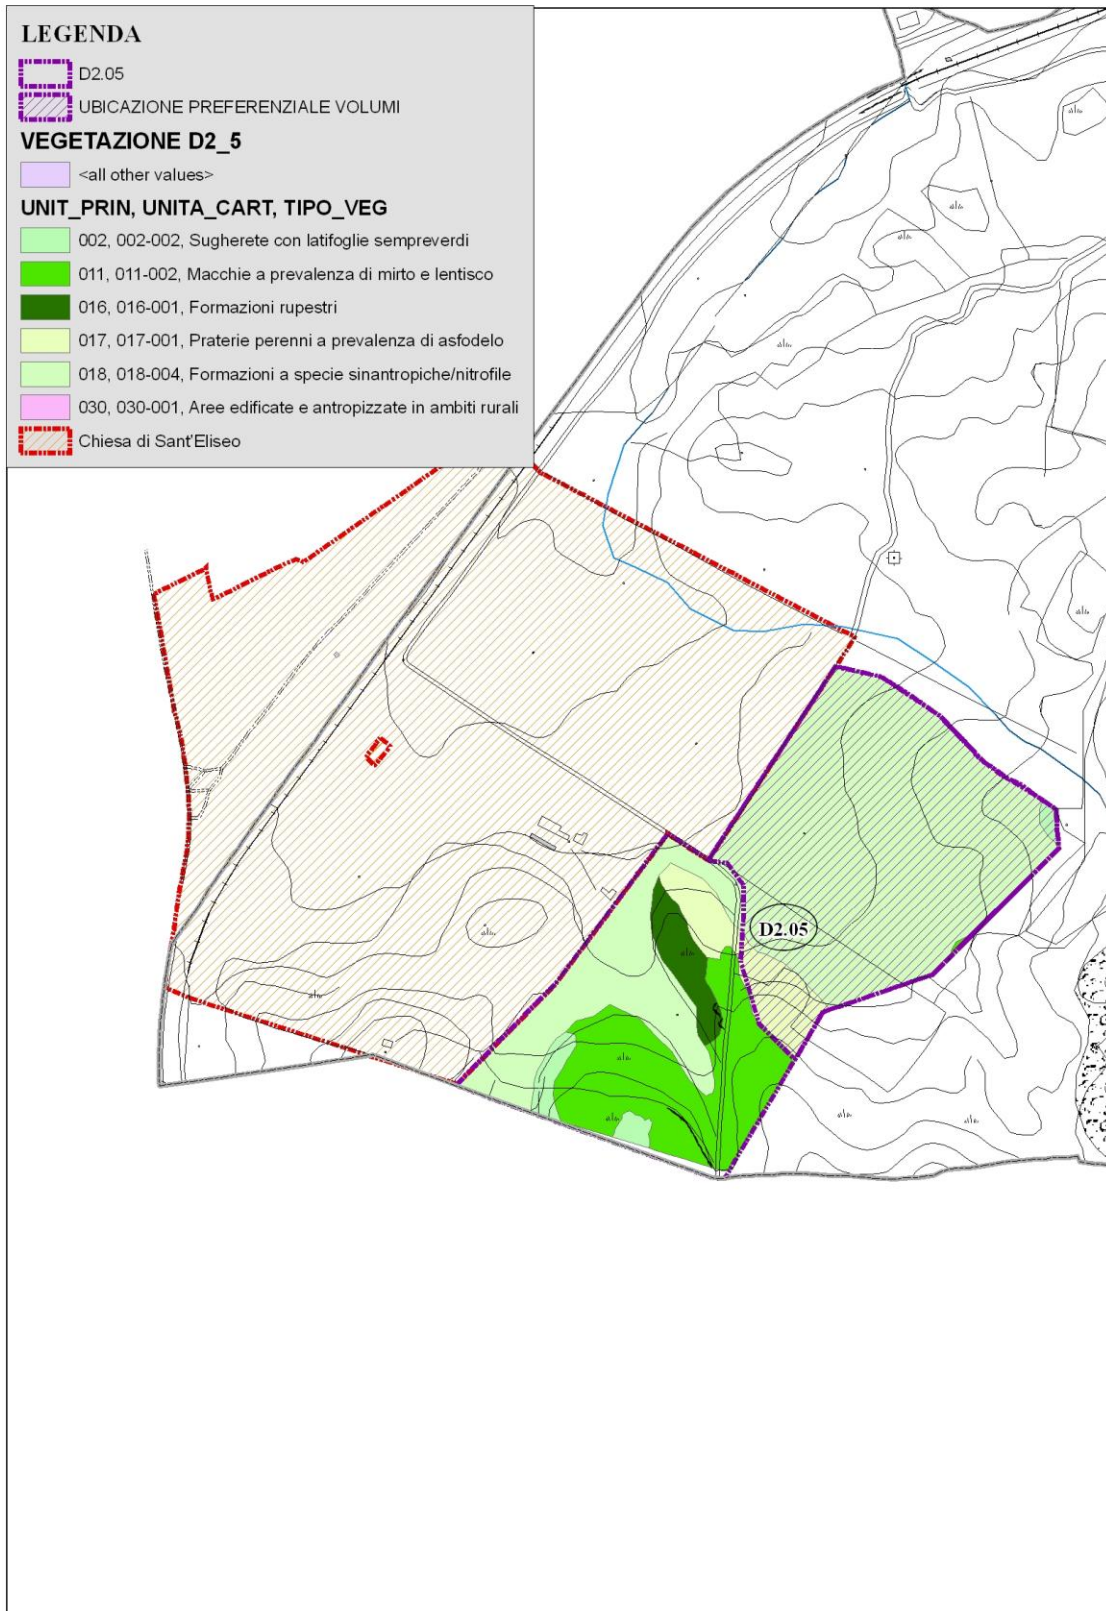 LEGENDA
D2.05
UBICAZIONE PREFERENZIALE VOLUMI
VEGETAZIONE D2_5
<all other values>
UNIT_PRIN, UNITA_CART, TIPO_VEG
002, 002-002, Sugherete con latifoglie sempreverdi
011, 011-002, Macchie a prevalenza di mirto e lentisco
016, 016-001, Formazioni rupestri
017, 017-001, Praterie perenni a prevalenza di asfodelo
018, 018-004, Formazioni a specie sinantropiche/nitrofile
030, 030-001, Aree edificate e antropizzate in ambiti rurali
Chiesa di Sant'Eliseo
D2.05